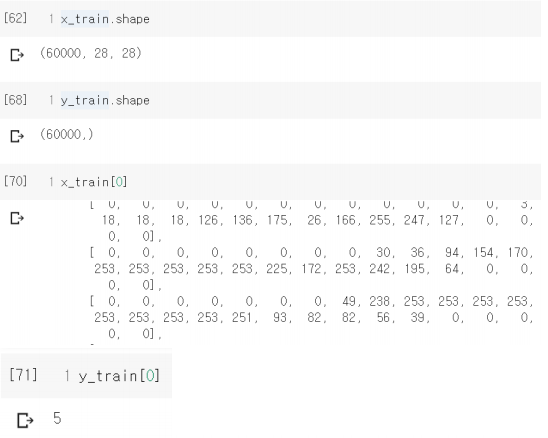 [62] 1 x_train.shape
(60000, 28, 28)
[68] 1 y_train.shape
(60000,)
[70] 1 x_train[0]
[ 0, 0, 0, 0, 0, 0, 0, 0, 0, 0, 0, 3,
18, 18, 18, 126, 136, 175, 26, 166, 255, 247, 127, 0, 0,
0, 0],
[ 0, 0, 0, 0, 0, 0, 0, 30, 36, 94, 154, 170,
253, 253, 253, 253, 253, 225, 172, 253, 242, 195, 64, 0, 0,
0, 0],
[ 0, 0, 0, 0, 0, 0, 49, 238, 253, 253, 253, 253,
253, 253, 253, 253, 251, 93, 82, 82, 56, 39, 0, 0, 0,
0, 0],
[71] 1 y_train[0]
5